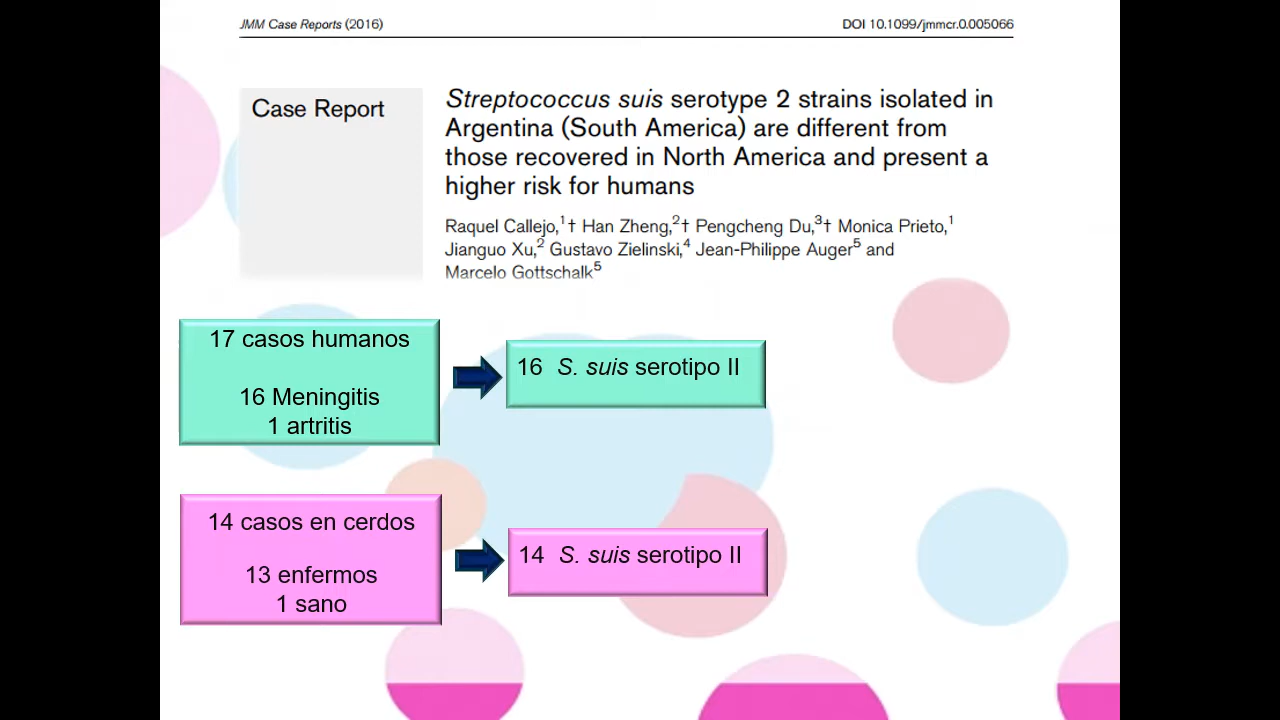 JMM Case Reports (2016)
DOI 10.1099/jmmcr.0.005066
Case Report
Streptococcus suis serotype 2 strains isolated in
Argentina (South America) are different from
those recovered in North America and present a
higher risk for humans
Raquel Callejo,1† Han Zheng,2† Pengcheng Du,3† Monica Prieto,1
Jianguo Xu,2 Gustavo Zielinski,4 Jean-Philippe Auger5 and
Marcelo Gottschalk5
17 casos humanos
16 Meningitis
1 artritis
16 S. suis serotipo II
14 casos en cerdos
13 enfermos
1 sano
14 S. suis serotipo II